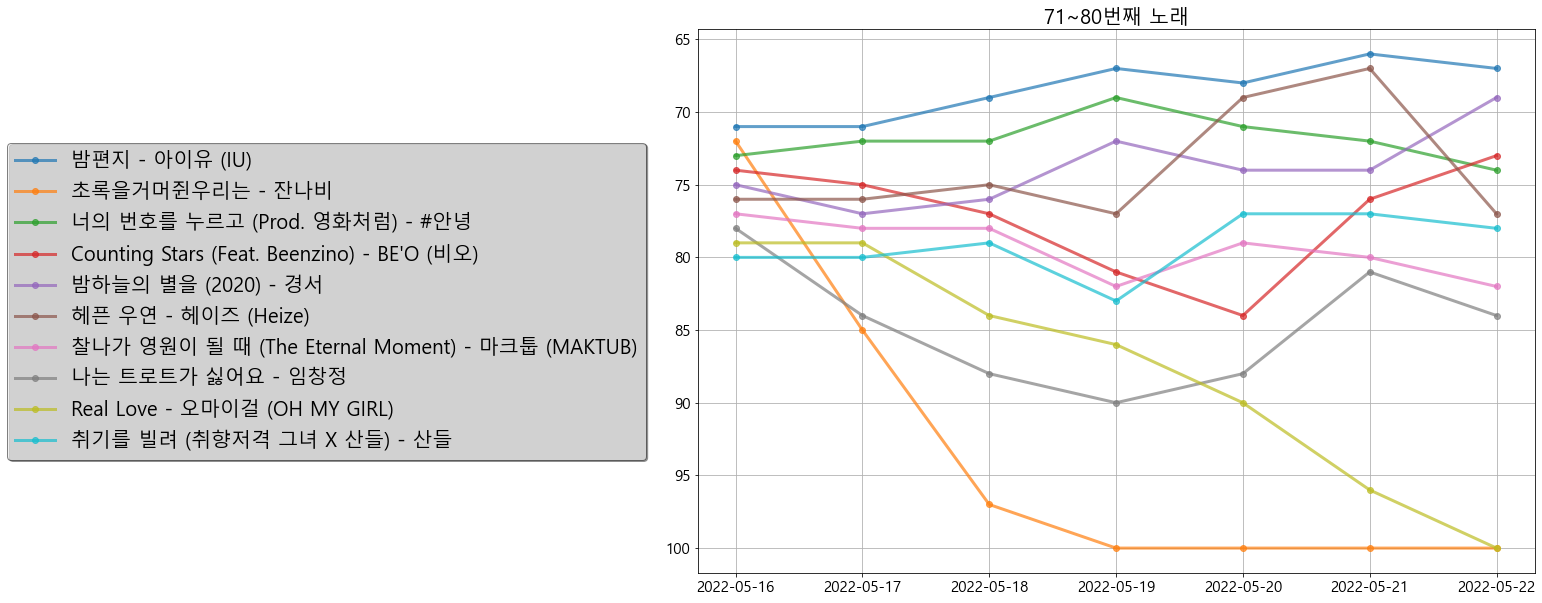 71~80번째 노래
밤편지 - 아이유 (IU)
초록을거머쥔우리는 - 잔나비
너의 번호를 누르고 (Prod. 영화처럼) - #안녕
Counting Stars (Feat. Beenzino) - BE'O (비오)
밤하늘의 별을 (2020) - 경서
헤픈 우연 - 헤이즈 (Heize)
찰나가 영원이 될 때 (The Eternal Moment) - 마크툽 (MAKTUB)
나는 트로트가 싫어요 - 임창정
Real Love - 오마이걸 (OH MY GIRL)
취기를 빌려 (취향저격 그녀 X 산들) - 산들
65
70
75
80
85
90
95
100
2022-05-16 2022-05-17 2022-05-18 2022-05-19 2022-05-20 2022-05-21 2022-05-22